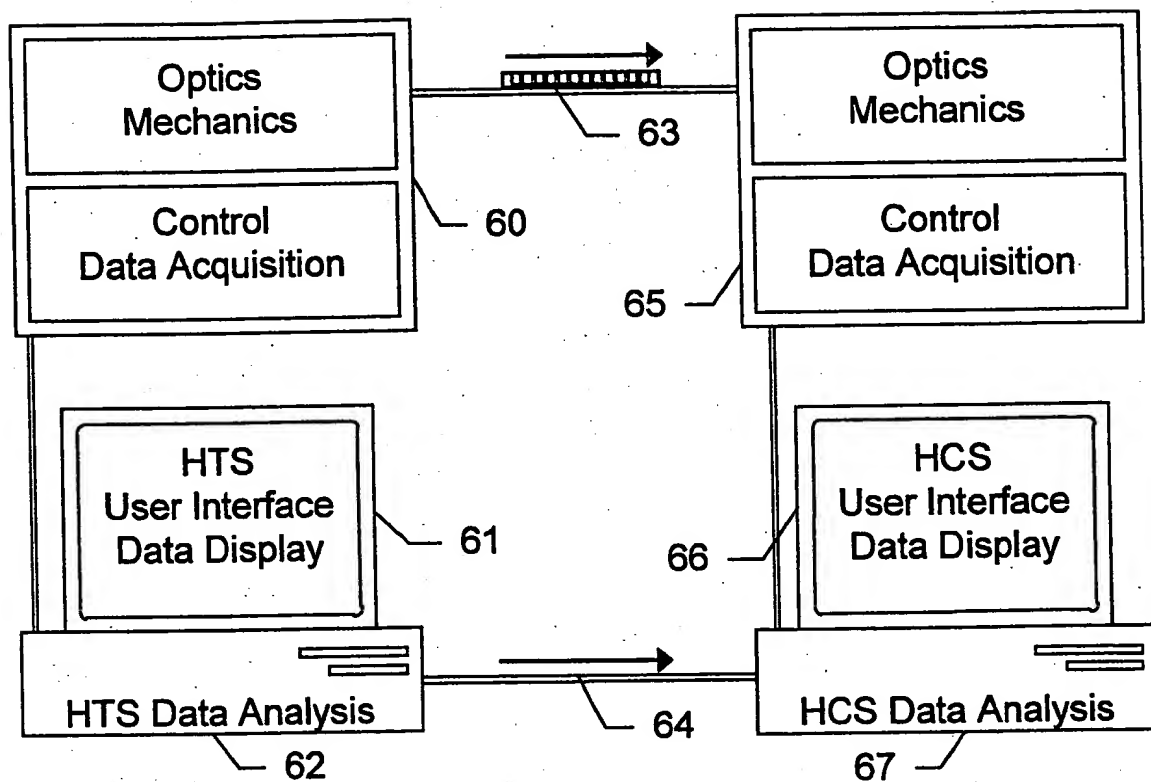 Optics
Mechanics
Control
Data Acquisition
60
63
Optics
Mechanics
Control
Data Acquisition
65
HTS
User Interface
Data Display
61
HCS
User Interface
Data Display
66
HTS Data Analysis
62
64
HCS Data Analysis
67